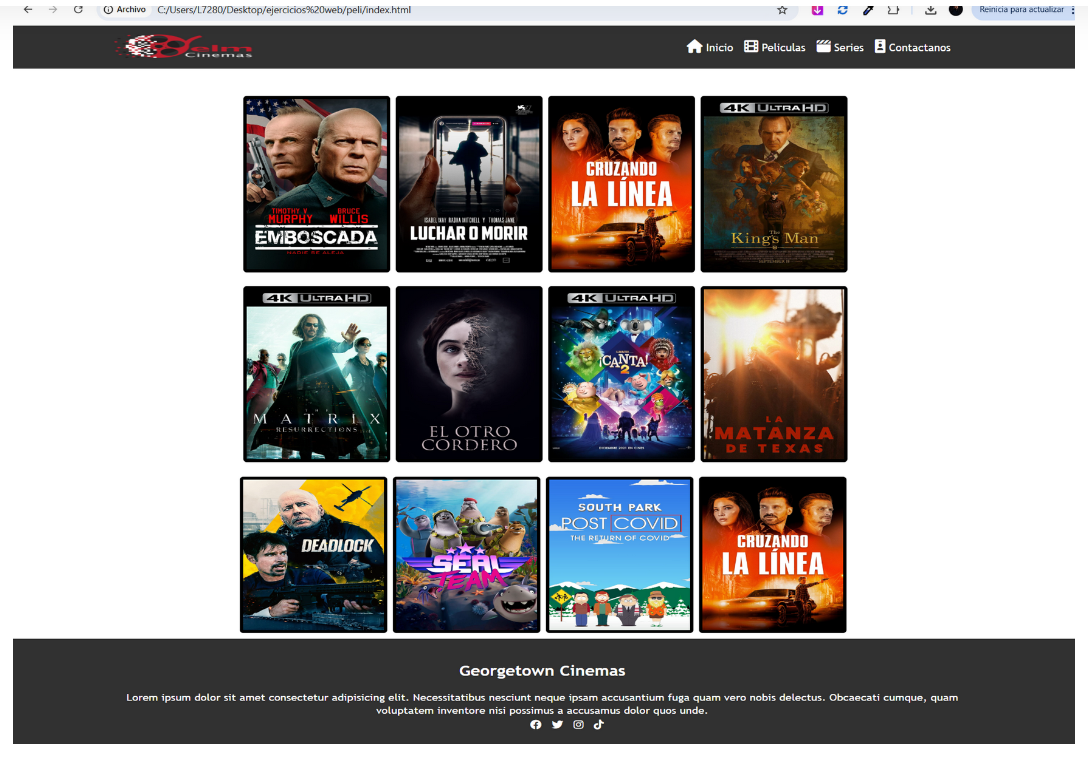 Archivo C:/Users/L7280/Desktop/ejercicios%20web/peli/index.html
Reinicia para actualizar
elm
Cinemas
Inicio Peliculas Series Contactanos
TIMOTHY V. MURPHY
BRUCE WILLIS
EMBOSCADA
ISABEL MAY RADHA MITCHELL Y THOMAS JANE
LUCHAR O MORIR
CRUZANDO
LA LÍNEA
4K ULTRA HD
The
King's Man
SEPTEMBER
4K ULTRA HD
THE
MATRIX
RESURRECTIONS
EL OTRO
CORDERO
4K ULTRA HD
¡CANTA!
2
LA
MATANZA
DE TEXAS
DEADLOCK
SEAL
TEAM
SOUTH PARK
POST COVID
THE RETURN OF COVID
CRUZANDO
LA LÍNEA
Georgetown Cinemas
Lorem ipsum dolor sit amet consectetur adipisicing elit. Necessitatibus nesciunt neque ipsam accusantium fuga quam vero nobis delectus. Obcaecati cumque, quam
voluptatem inventore nisi possimus a accusamus dolor quos unde.